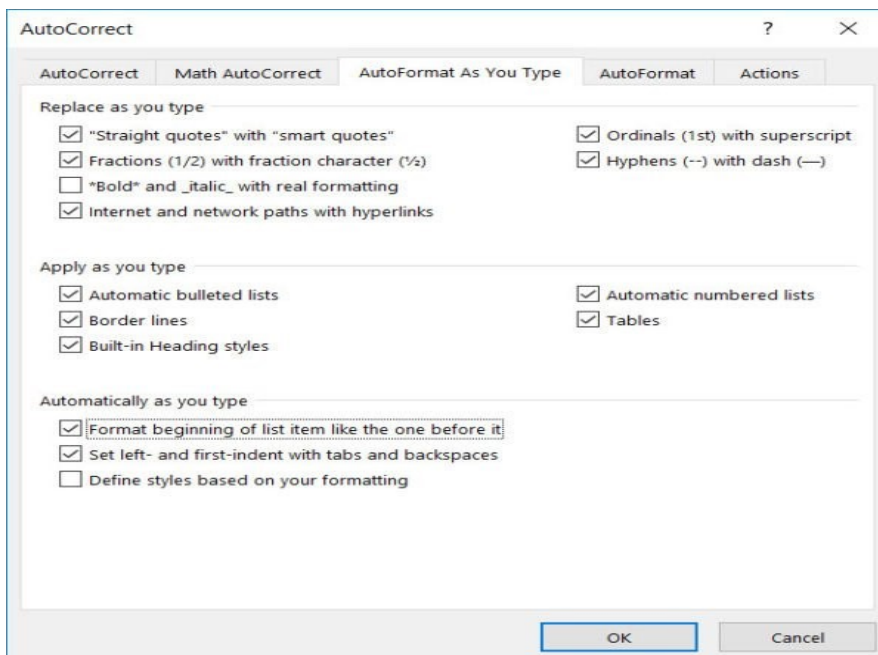 AutoCorrect ?
AutoCorrect Math AutoCorrect AutoFormat As You Type AutoFormat Actions
Replace as you type
"Straight quotes" with “smart quotes” Ordinals (1st) with superscript
Fractions (1/2) with fraction character (½) Hyphens (--) with dash (—)
*Bold* and _italic_ with real formatting
Internet and network paths with hyperlinks
Apply as you type
Automatic bulleted lists Automatic numbered lists
Border lines Tables
Built-in Heading styles
Automatically as you type
Format beginning of list item like the one before it
Set left- and first-indent with tabs and backspaces
Define styles based on your formatting
OK Cancel